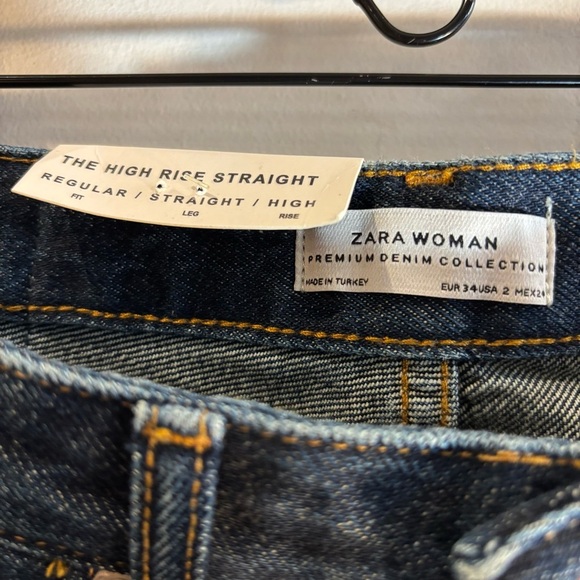 THE HIGH RISE STRAIGHT
REGULAR / STRAIGHT / HIGH
FIT LEG RISE
ZARA WOMAN
PREMIUM DENIM COLLECTION
MADE IN TURKEY EUR 34 USA 2 MEX 24